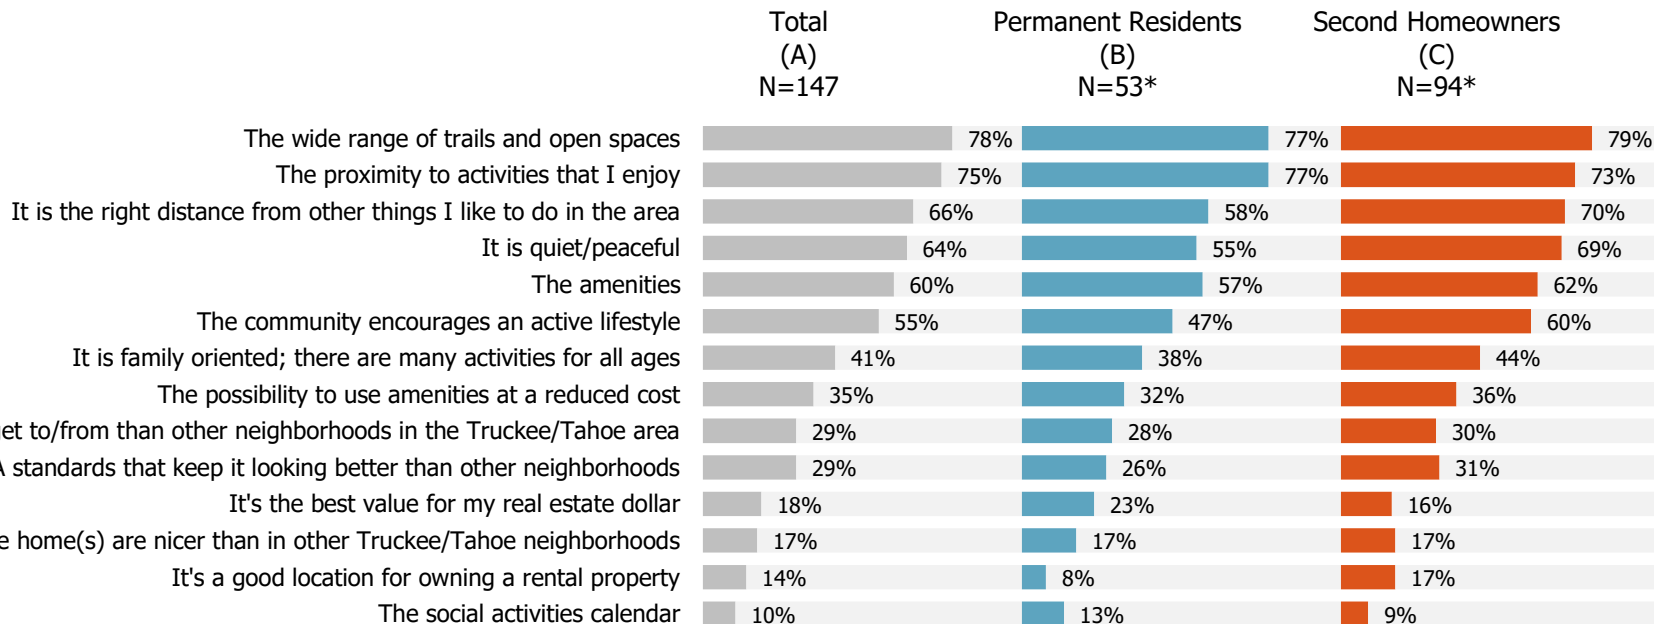 Total
(A)
N=147
Permanent Residents
(B)
N=53*
Second Homeowners
(C)
N=94*
The wide range of trails and open spaces 78% 77% 79%
The proximity to activities that I enjoy 75% 77% 73%
It is the right distance from other things I like to do in the area 66% 58% 70%
It is quiet/peaceful 64% 55% 69%
The amenities 60% 57% 62%
The community encourages an active lifestyle 55% 47% 60%
It is family oriented; there are many activities for all ages 41% 38% 44%
The possibility to use amenities at a reduced cost 35% 32% 36%
to/from than other neighborhoods in the Truckee/Tahoe area 29% 28% 30%
standards that keep it looking better than other neighborhoods 29% 26% 31%
It's the best value for my real estate dollar 18% 23% 16%
home(s) are nicer than in other Truckee/Tahoe neighborhoods 17% 17% 17%
It's a good location for owning a rental property 14% 8% 17%
The social activities calendar 10% 13% 9%